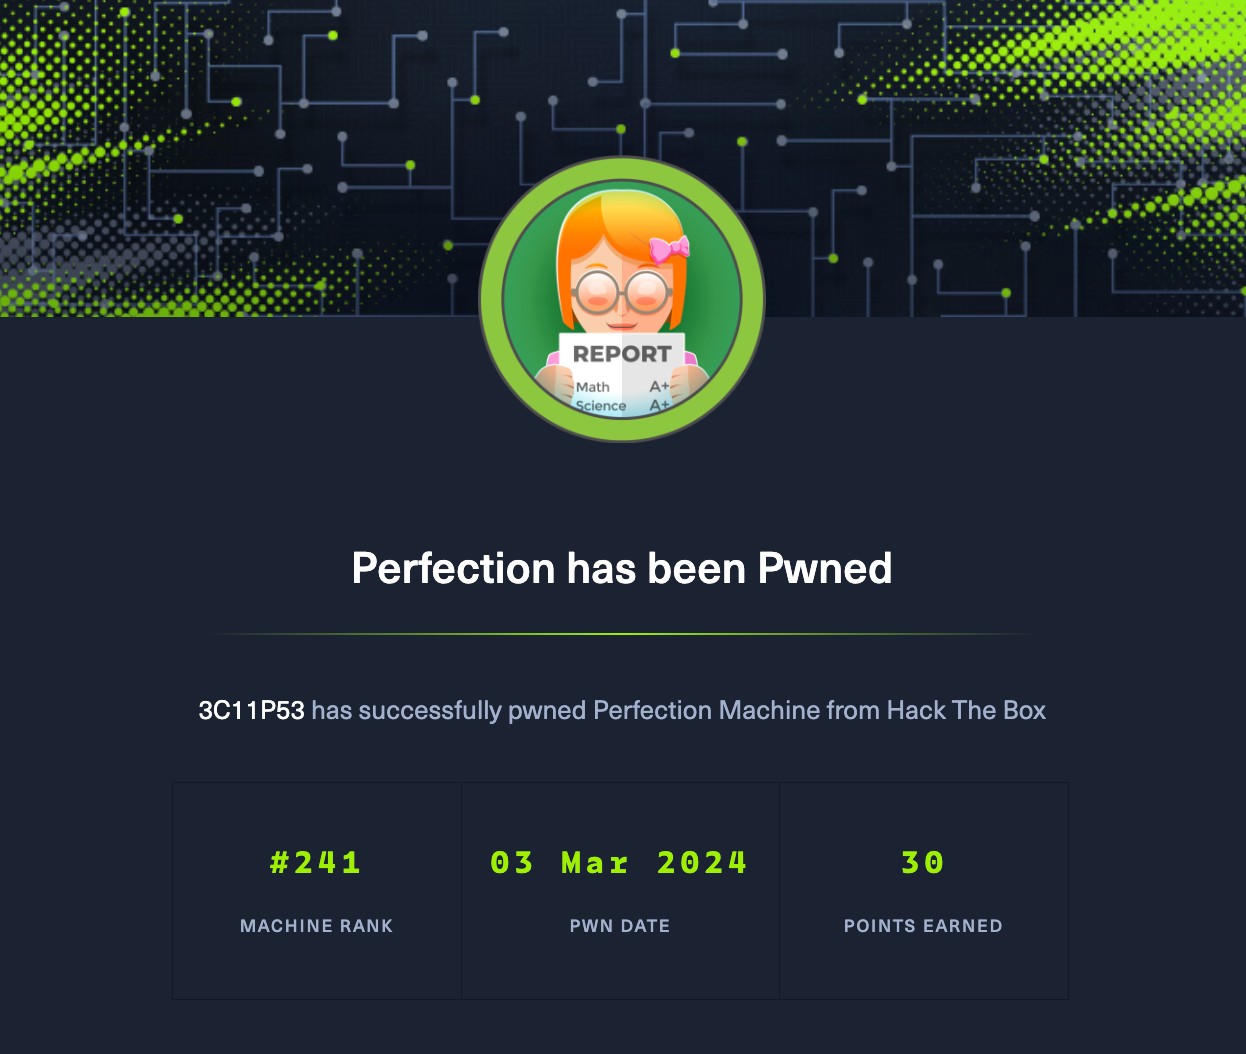 REPORT
Math A+
Science A+
Perfection has been Pwned
3C11P53 has successfully pwned Perfection Machine from Hack The Box
#241 03 Mar 2024 30
MACHINE RANK PWN DATE POINTS EARNED